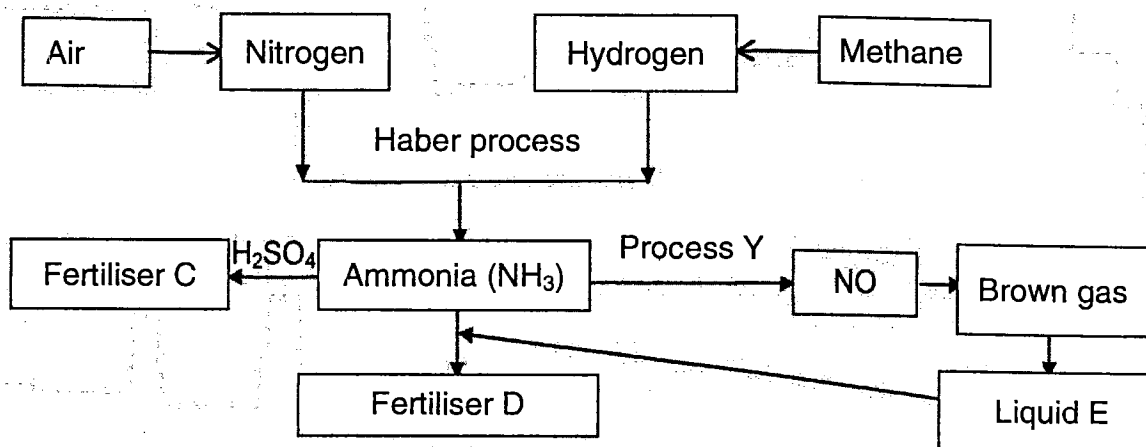 Air
Nitrogen
Hydrogen
Methane
Haber process
Fertiliser C
H₂SO₄
Ammonia (NH₃)
Process Y
NO
Brown gas
Fertiliser D
Liquid E